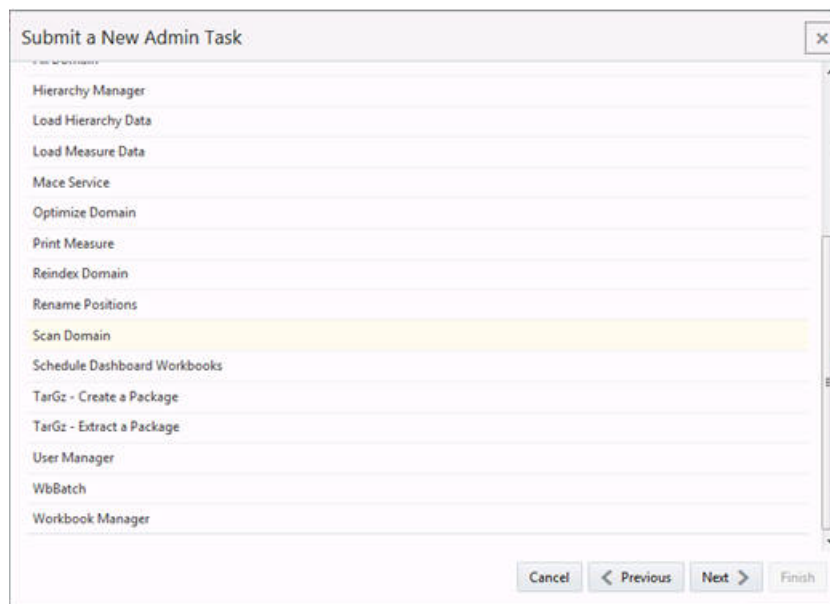 Submit a New Admin Task
Hierarchy Manager
Load Hierarchy Data
Load Measure Data
Mace Service
Optimize Domain
Print Measure
Reindex Domain
Rename Positions
Scan Domain
Schedule Dashboard Workbooks
TarGz - Create a Package
TarGz - Extract a Package
User Manager
WbBatch
Workbook Manager
Cancel
Previous
Next
Finish